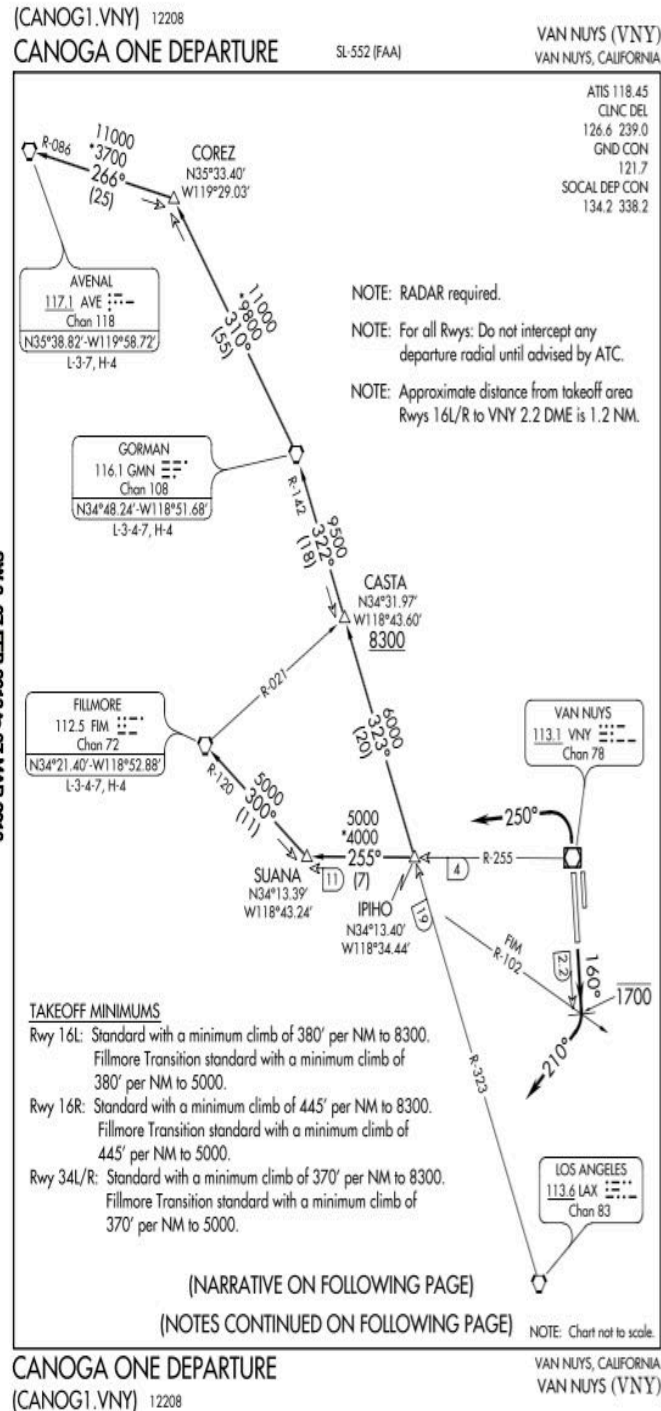 (CANOG1.VNY) 12208
CANOGA ONE DEPARTURE
SL-552 (FAA)
VAN NUYS (VNY)
VAN NUYS, CALIFORNIA
ATIS 118.45
CLNC DEL
126.6 239.0
GND CON
121.7
SOCAL DEP CON
134.2 338.2
R-086
11000
*3700
266°
(25)
COREZ
N35°33.40'
W119°29.03'
AVENAL
117.1 AVE
Chan 118
N35°38.82'-W119°58.72'
L-3-7, H-4
11000
*9800
310°
(55)
NOTE: RADAR required.
NOTE: For all Rwys: Do not intercept any
departure radial until advised by ATC.
NOTE: Approximate distance from takeoff area
Rwys 16L/R to VNY 2.2 DME is 1.2 NM.
GORMAN
116.1 GMN
Chan 108
N34°48.24'-W118°51.68'
L-3-4-7, H-4
R-142
9500
322°
(18)
CASTA
N34°31.97'
W118°43.60'
8300
R-021
FILLMORE
112.5 FIM
Chan 72
N34°21.40'-W118°52.88'
L-3-4-7, H-4
R-120
5000
300°
(11)
6000
323°
(20)
VAN NUYS
113.1 VNY
Chan 78
250°
5000
*4000
255°
(7)
11
4
R-255
SUANA
N34°13.39'
W118°43.24'
IPIHO
N34°13.40'
W118°34.44'
19
FIM
R-102
2.2
160°
1700
210°
R-323
TAKEOFF MINIMUMS
Rwy 16L: Standard with a minimum climb of 380' per NM to 8300.
Fillmore Transition standard with a minimum climb of
380' per NM to 5000.
Rwy 16R: Standard with a minimum climb of 445' per NM to 8300.
Fillmore Transition standard with a minimum climb of
445' per NM to 5000.
Rwy 34L/R: Standard with a minimum climb of 370' per NM to 8300.
Fillmore Transition standard with a minimum climb of
370' per NM to 5000.
LOS ANGELES
113.6 LAX
Chan 83
(NARRATIVE ON FOLLOWING PAGE)
(NOTES CONTINUED ON FOLLOWING PAGE)
NOTE: Chart not to scale.
CANOGA ONE DEPARTURE
(CANOG1.VNY) 12208
VAN NUYS, CALIFORNIA
VAN NUYS (VNY)